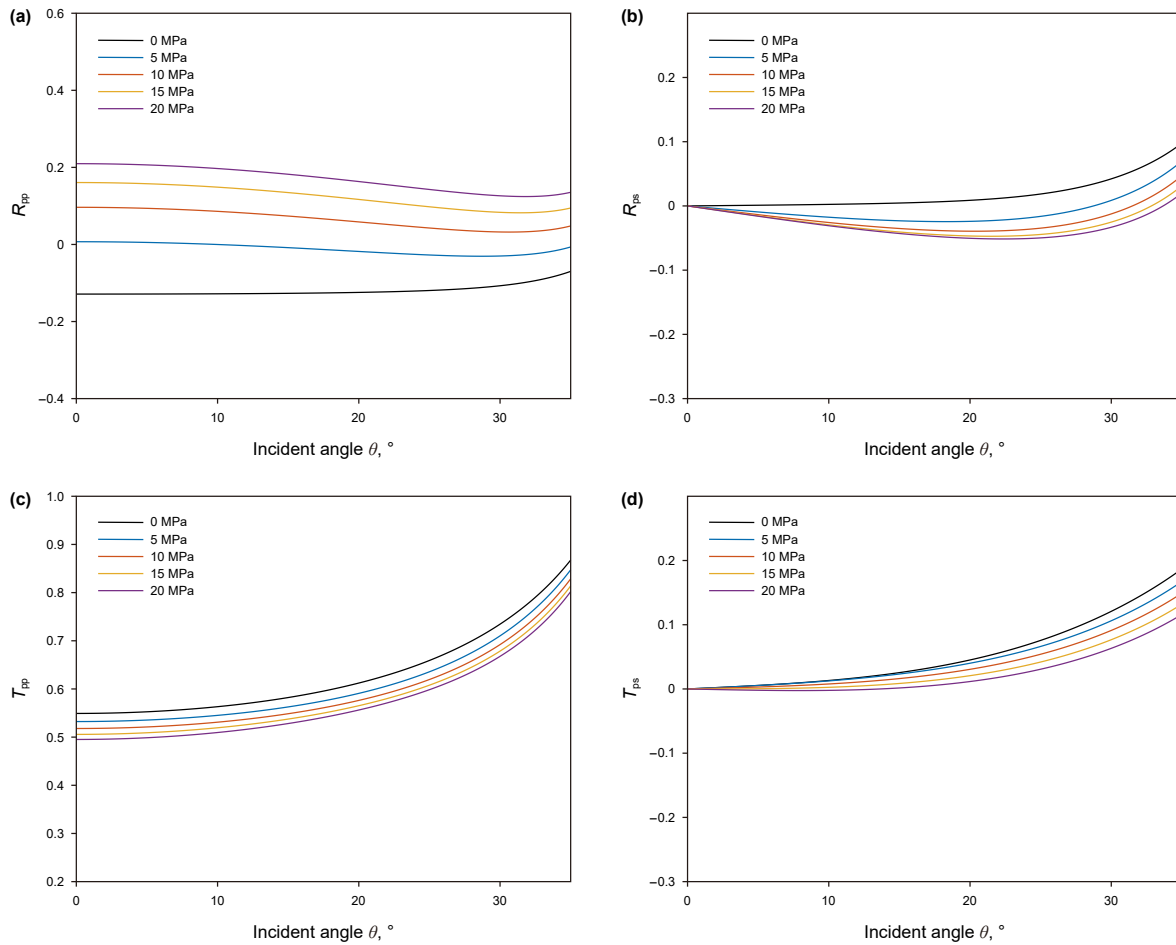 (a)
0.6
0.4
0.2
0
–0.2
–0.4
Rpp
0 MPa
5 MPa
10 MPa
15 MPa
20 MPa
0
10
20
30
Incident angle θ, °
(b)
0.2
0.1
0
–0.1
–0.2
–0.3
Rps
0 MPa
5 MPa
10 MPa
15 MPa
20 MPa
0
10
20
30
Incident angle θ, °
(c)
1.0
0.9
0.8
0.7
0.6
0.5
0.4
0.3
0.2
Tpp
0 MPa
5 MPa
10 MPa
15 MPa
20 MPa
0
10
20
30
Incident angle θ, °
(d)
0.2
0.1
0
–0.1
–0.2
–0.3
Tps
0 MPa
5 MPa
10 MPa
15 MPa
20 MPa
0
10
20
30
Incident angle θ, °